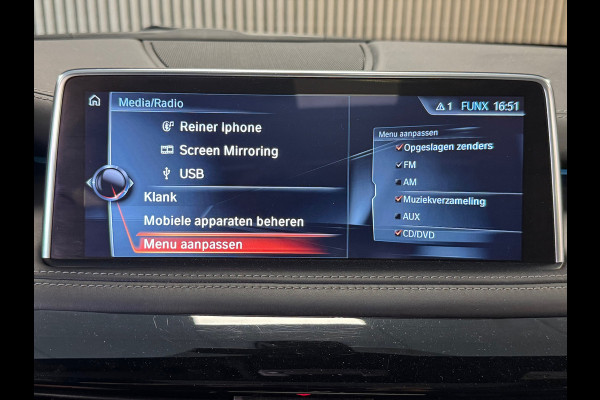 Media/Radio
1 FUNX 16:51
Reiner Iphone
Screen Mirroring
USB
Klank
Mobiele apparaten beheren
Menu aanpassen
Menu aanpassen
Opgeslagen zenders
FM
AM
Muziekverzameling
AUX
CD/DVD